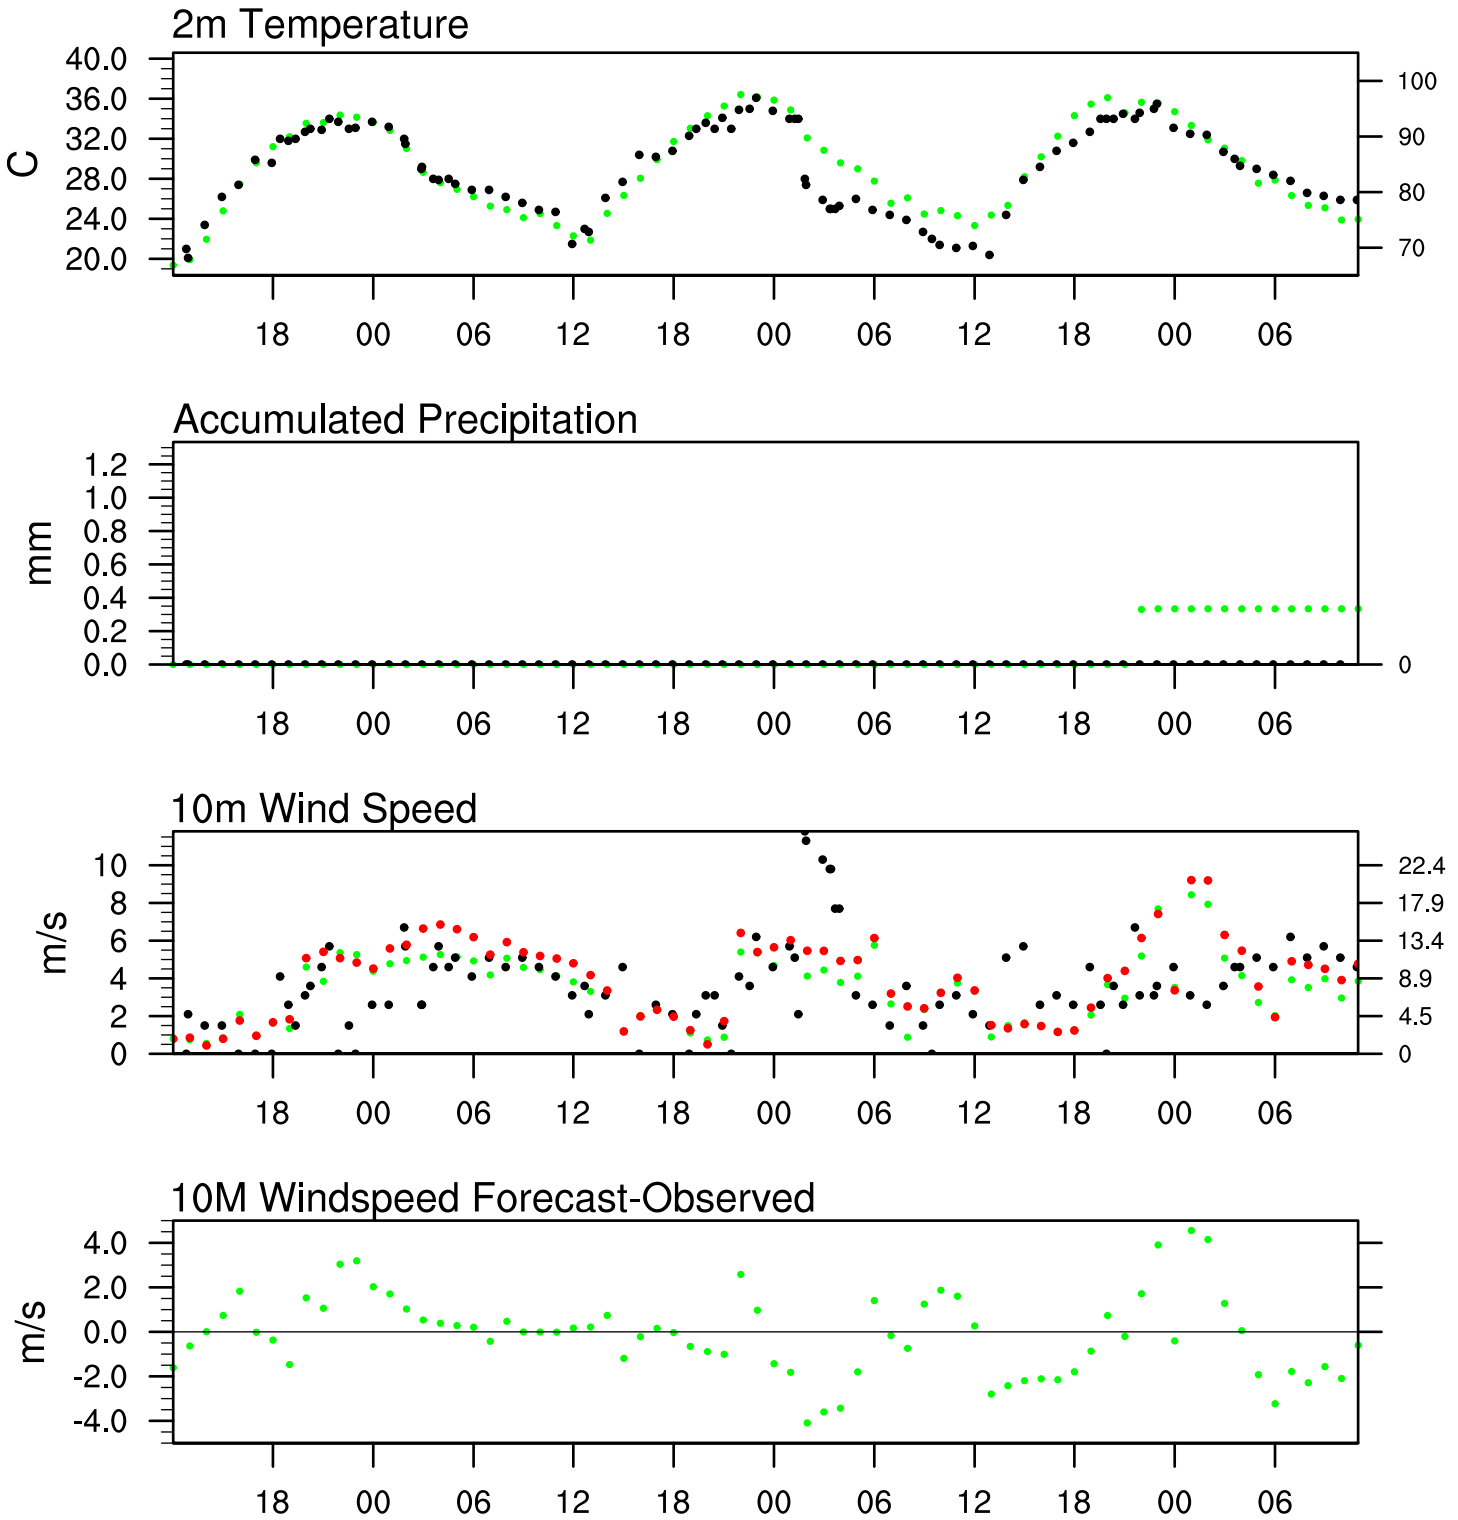 2m Temperature
40.0
36.0
32.0
28.0
24.0
20.0
C
100
90
80
70
18 00 06 12 18 00 06 12 18 00 06
Accumulated Precipitation
1.2
1.0
0.8
0.6
0.4
0.2
0.0
mm
0
18 00 06 12 18 00 06 12 18 00 06
10m Wind Speed
10
8
6
4
2
0
m/s
22.4
17.9
13.4
8.9
4.5
0
18 00 06 12 18 00 06 12 18 00 06
10M Windspeed Forecast-Observed
4.0
2.0
0.0
-2.0
-4.0
m/s
18 00 06 12 18 00 06 12 18 00 06